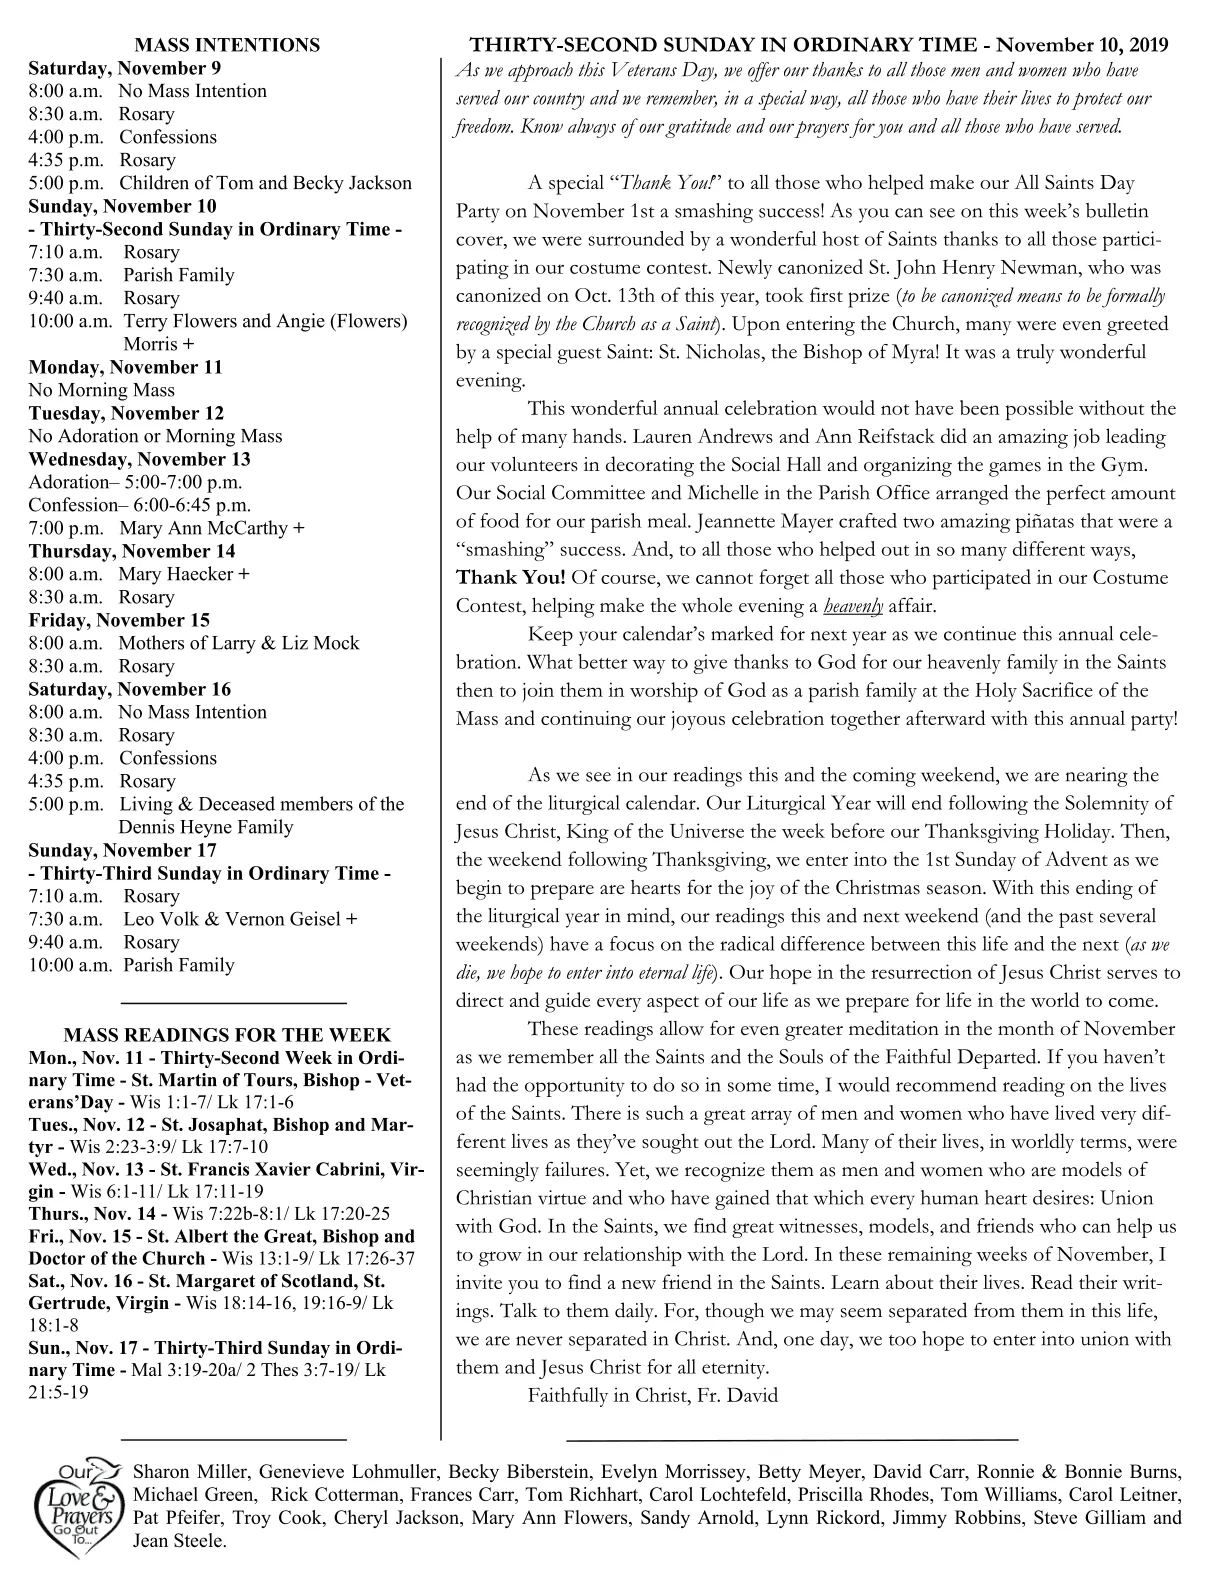 MASS INTENTIONS
Saturday, November 9
8:00 a.m. No Mass Intention
8:30 a.m. Rosary
4:00 p.m. Confessions
4:35 p.m. Rosary
5:00 p.m. Children of Tom and Becky Jackson
Sunday, November 10
- Thirty-Second Sunday in Ordinary Time -
7:10 a.m. Rosary
7:30 a.m. Parish Family
9:40 a.m. Rosary
10:00 a.m. Terry Flowers and Angie (Flowers)
Morris +
Monday, November 11
No Morning Mass
Tuesday, November 12
No Adoration or Morning Mass
Wednesday, November 13
Adoration– 5:00-7:00 p.m.
Confession– 6:00-6:45 p.m.
7:00 p.m. Mary Ann McCarthy +
Thursday, November 14
8:00 a.m. Mary Haecker +
8:30 a.m. Rosary
Friday, November 15
8:00 a.m. Mothers of Larry & Liz Mock
8:30 a.m. Rosary
Saturday, November 16
8:00 a.m. No Mass Intention
8:30 a.m. Rosary
4:00 p.m. Confessions
4:35 p.m. Rosary
5:00 p.m. Living & Deceased members of the
Dennis Heyne Family
Sunday, November 17
- Thirty-Third Sunday in Ordinary Time -
7:10 a.m. Rosary
7:30 a.m. Leo Volk & Vernon Geisel +
9:40 a.m. Rosary
10:00 a.m. Parish Family
MASS READINGS FOR THE WEEK
Mon., Nov. 11 - Thirty-Second Week in Ordi-
nary Time - St. Martin of Tours, Bishop - Vet-
erans'Day - Wis 1:1-7/ Lk 17:1-6
Tues., Nov. 12 - St. Josaphat, Bishop and Mar-
tyr - Wis 2:23-3:9/ Lk 17:7-10
Wed., Nov. 13 - St. Francis Xavier Cabrini, Vir-
gin - Wis 6:1-11/ Lk 17:11-19
Thurs., Nov. 14 - Wis 7:22b-8:1/ Lk 17:20-25
Fri., Nov. 15 - St. Albert the Great, Bishop and
Doctor of the Church - Wis 13:1-9/ Lk 17:26-37
Sat., Nov. 16 - St. Margaret of Scotland, St.
Gertrude, Virgin - Wis 18:14-16, 19:16-9/ Lk
18:1-8
Sun., Nov. 17 - Thirty-Third Sunday in Ordi-
nary Time - Mal 3:19-20a/ 2 Thes 3:7-19/ Lk
21:5-19
THIRTY-SECOND SUNDAY IN ORDINARY TIME - November 10, 2019
As we approach this Veterans Day, we offer our thanks to all those men and women who have
served our country and we remember, in a special way, all those who have their lives to protect our
freedom. Know always of our gratitude and our prayers for you and all those who have served.
A special “Thank You!” to all those who helped make our All Saints Day
Party on November 1st a smashing success! As you can see on this week’s bulletin
cover, we were surrounded by a wonderful host of Saints thanks to all those partici-
pating in our costume contest. Newly canonized St. John Henry Newman, who was
canonized on Oct. 13th of this year, took first prize (to be canonized means to be formally
recognized by the Church as a Saint). Upon entering the Church, many were even greeted
by a special guest Saint: St. Nicholas, the Bishop of Myra! It was a truly wonderful
evening.
This wonderful annual celebration would not have been possible without the
help of many hands. Lauren Andrews and Ann Reifstack did an amazing job leading
our volunteers in decorating the Social Hall and organizing the games in the Gym.
Our Social Committee and Michelle in the Parish Office arranged the perfect amount
of food for our parish meal. Jeannette Mayer crafted two amazing piñatas that were a
“smashing” success. And, to all those who helped out in so many different ways,
Thank You! Of course, we cannot forget all those who participated in our Costume
Contest, helping make the whole evening a heavenly affair.
Keep your calendar’s marked for next year as we continue this annual cele-
bration. What better way to give thanks to God for our heavenly family in the Saints
then to join them in worship of God as a parish family at the Holy Sacrifice of the
Mass and continuing our joyous celebration together afterward with this annual party!
As we see in our readings this and the coming weekend, we are nearing the
end of the liturgical calendar. Our Liturgical Year will end following the Solemnity of
Jesus Christ, King of the Universe the week before our Thanksgiving Holiday. Then,
the weekend following Thanksgiving, we enter into the 1st Sunday of Advent as we
begin to prepare are hearts for the joy of the Christmas season. With this ending of
the liturgical year in mind, our readings this and next weekend (and the past several
weekends) have a focus on the radical difference between this life and the next (as we
die, we hope to enter into eternal life). Our hope in the resurrection of Jesus Christ serves to
direct and guide every aspect of our life as we prepare for life in the world to come.
These readings allow for even greater meditation in the month of November
as we remember all the Saints and the Souls of the Faithful Departed. If you haven’t
had the opportunity to do so in some time, I would recommend reading on the lives
of the Saints. There is such a great array of men and women who have lived very dif-
ferent lives as they’ve sought out the Lord. Many of their lives, in worldly terms, were
seemingly failures. Yet, we recognize them as men and women who are models of
Christian virtue and who have gained that which every human heart desires: Union
with God. In the Saints, we find great witnesses, models, and friends who can help us
to grow in our relationship with the Lord. In these remaining weeks of November, I
invite you to find a new friend in the Saints. Learn about their lives. Read their writ-
ings. Talk to them daily. For, though we may seem separated from them in this life,
we are never separated in Christ. And, one day, we too hope to enter into union with
them and Jesus Christ for all eternity.
Faithfully in Christ, Fr. David
Our
Love &
Prayers
Go Out
To...
Sharon Miller, Genevieve Lohmuller, Becky Biberstein, Evelyn Morrissey, Betty Meyer, David Carr, Ronnie & Bonnie Burns,
Michael Green, Rick Cotterman, Frances Carr, Tom Richhart, Carol Lochtefeld, Priscilla Rhodes, Tom Williams, Carol Leitner,
Pat Pfeifer, Troy Cook, Cheryl Jackson, Mary Ann Flowers, Sandy Arnold, Lynn Rickord, Jimmy Robbins, Steve Gilliam and
Jean Steele.